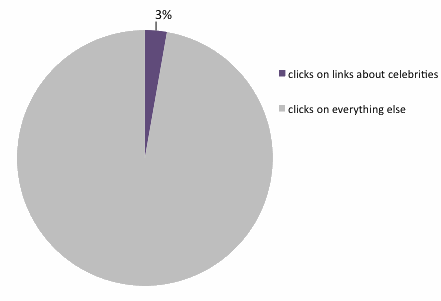 3%
clicks on links about celebrities
clicks on everything else